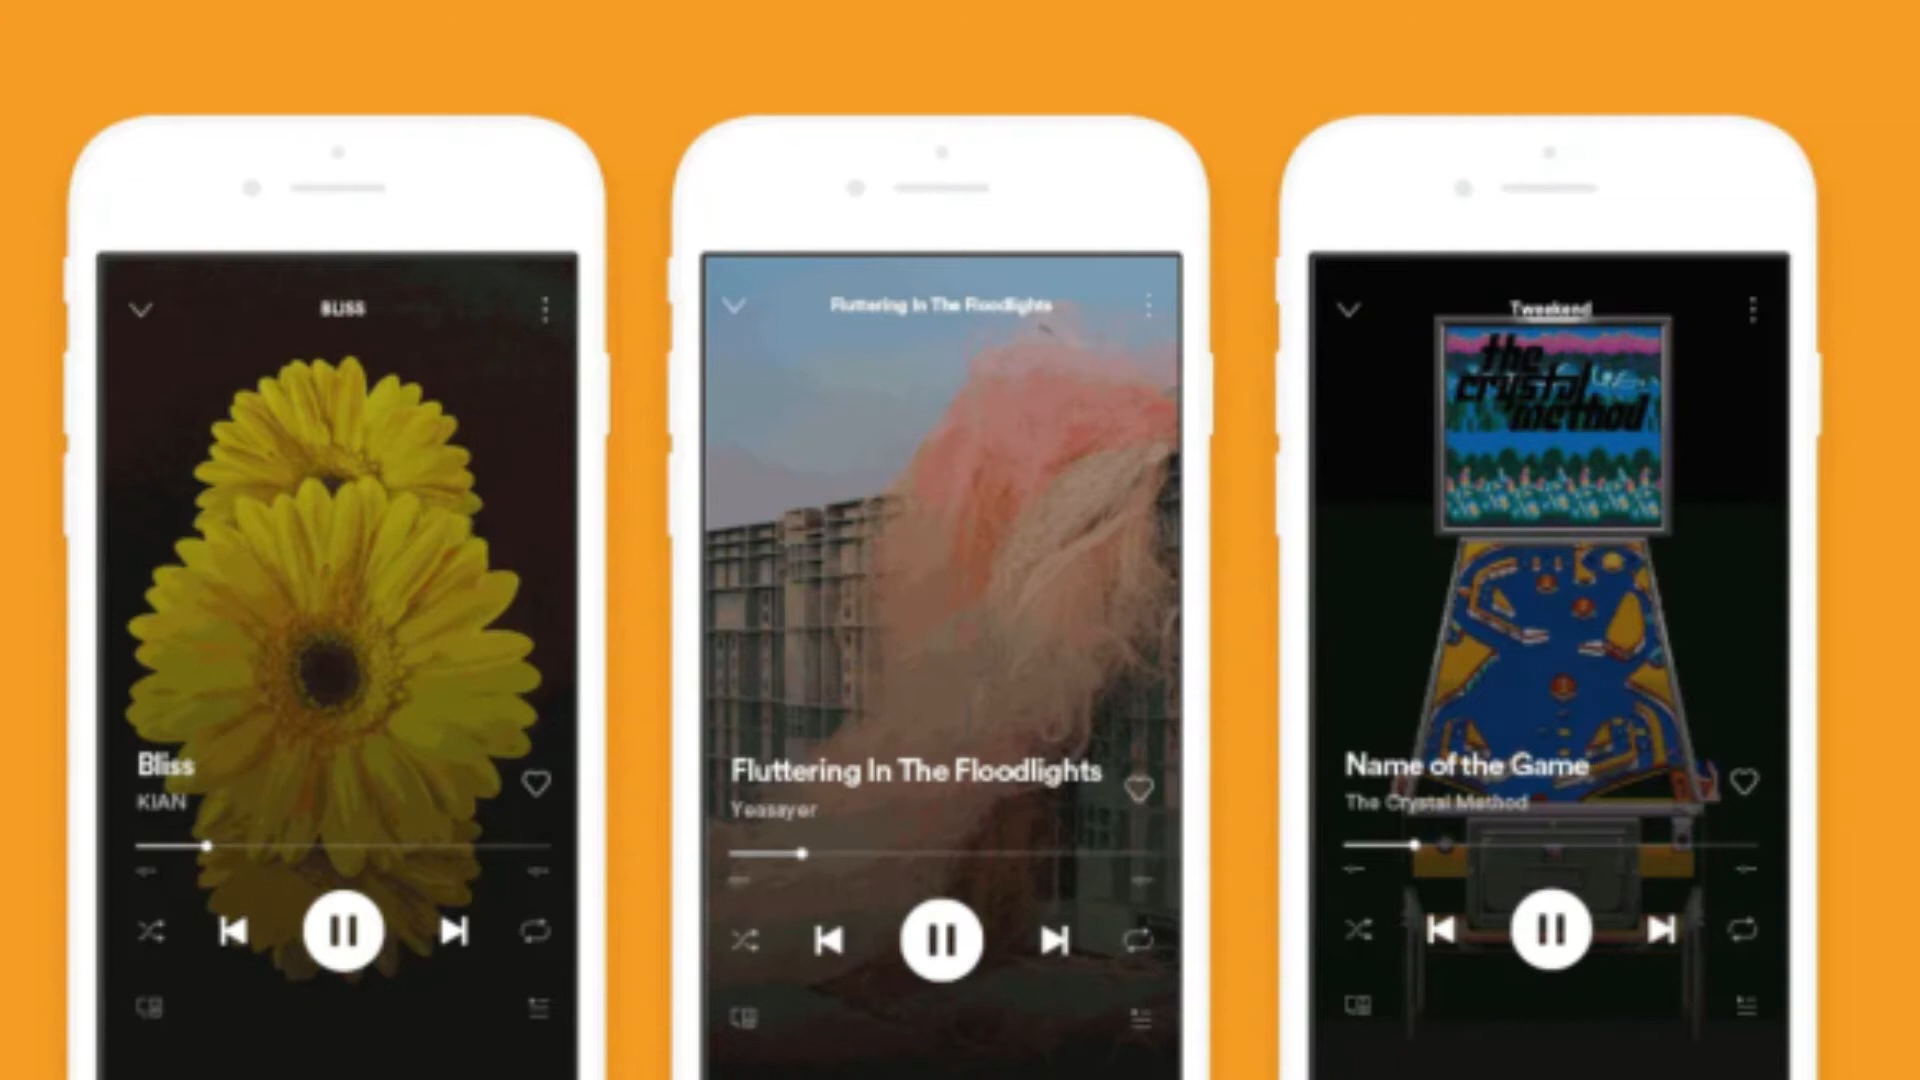 BLISS
Bliss
KIAN
Fluttering In The Floodlights
Fluttering In The Floodlights
Yeasayer
Tweekend
the
crystal
method
Name of the Game
The Crystal Method